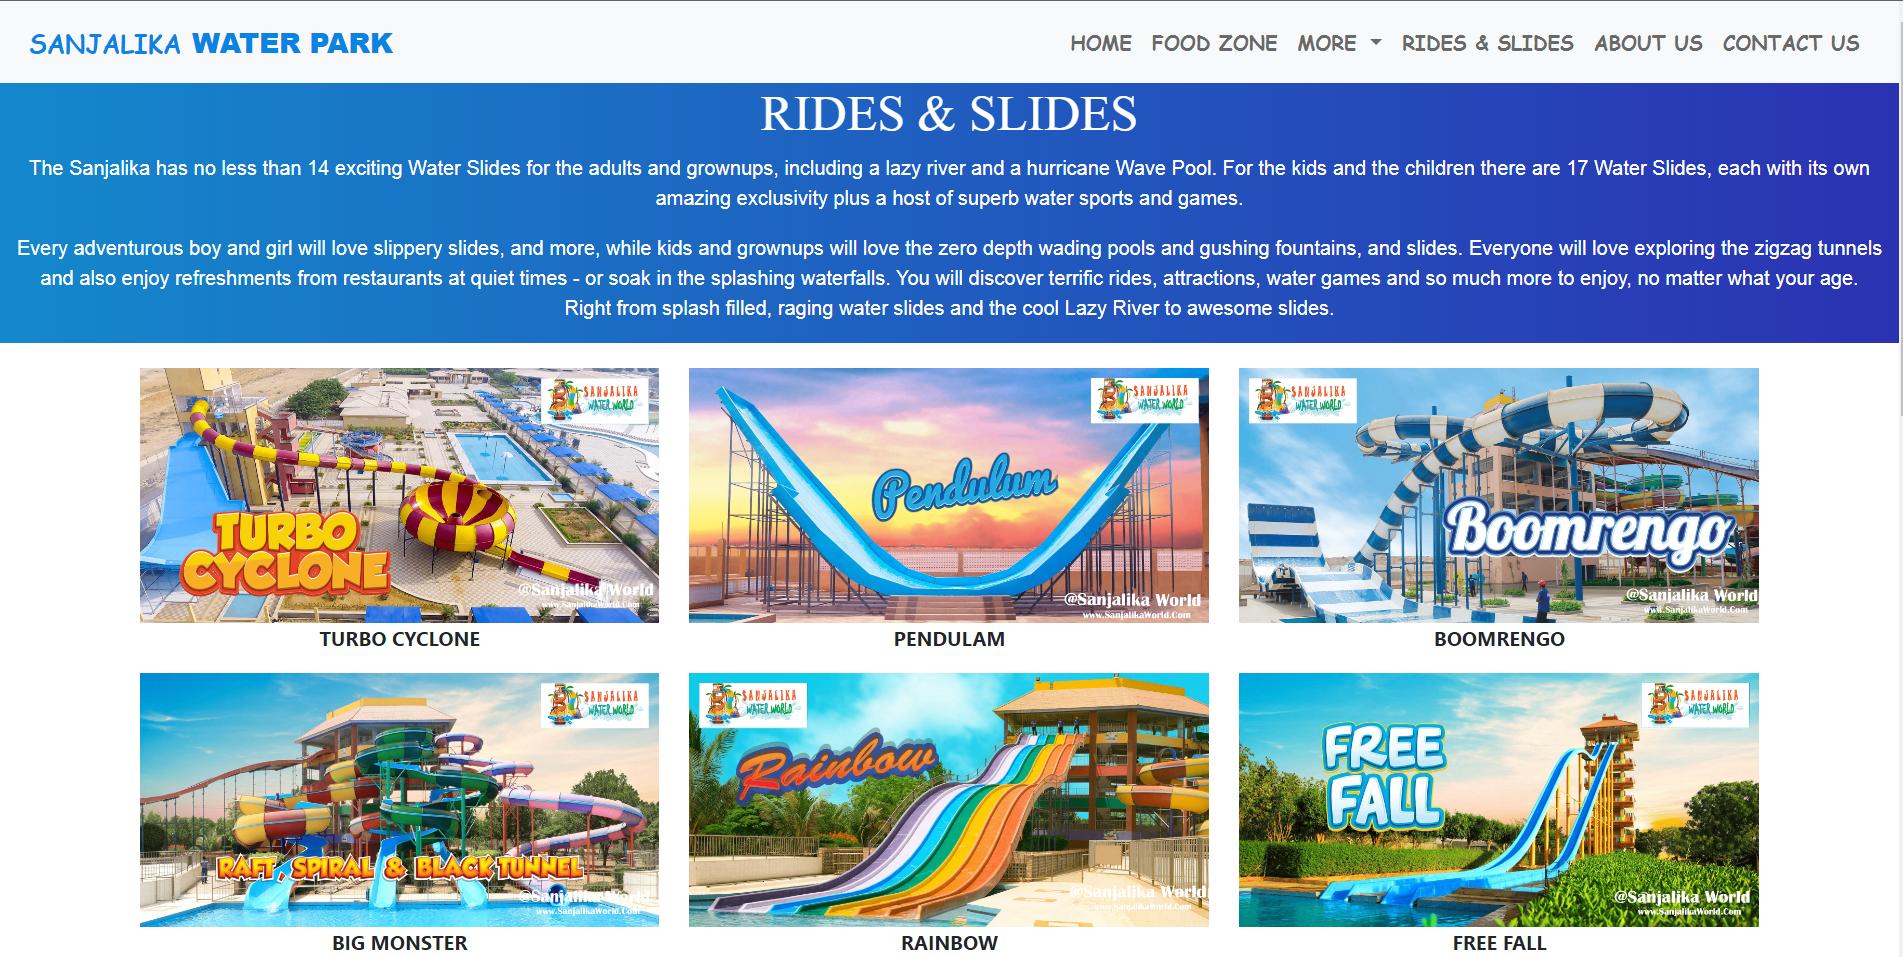 SANJALIKA WATER PARK
HOME FOOD ZONE MORE RIDES & SLIDES ABOUT US CONTACT US
RIDES & SLIDES
The Sanjalika has no less than 14 exciting Water Slides for the adults and grownups, including a lazy river and a hurricane Wave Pool. For the kids and the children there are 17 Water Slides, each with its own
amazing exclusivity plus a host of superb water sports and games.
Every adventurous boy and girl will love slippery slides, and more, while kids and grownups will love the zero depth wading pools and gushing fountains, and slides. Everyone will love exploring the zigzag tunnels
and also enjoy refreshments from restaurants at quiet times - or soak in the splashing waterfalls. You will discover terrific rides, attractions, water games and so much more to enjoy, no matter what your age.
Right from splash filled, raging water slides and the cool Lazy River to awesome slides.
SANJALIKA
WATER WORLD
TURBO
CYCLONE
@Sanjalika World
www.SanjalikaWorld.Com
TURBO CYCLONE
SANJALIKA
WATER WORLD
Pendulum
@Sanjalika World
www.SanjalikaWorld.Com
PENDULAM
SANJALIKA
WATER WORLD
Boomrengo
@Sanjalika World
www.SanjalikaWorld.Com
BOOMRENGO
SANJALIKA
WATER WORLD
RAFT, SPIRAL & BLACK TUNNEL
@Sanjalika World
www.SanjalikaWorld.Com
BIG MONSTER
SANJALIKA
WATER WORLD
Rainbow
@Sanjalika World
www.SanjalikaWorld.Com
RAINBOW
SANJALIKA
WATER WORLD
FREE
FALL
@Sanjalika World
www.SanjalikaWorld.Com
FREE FALL